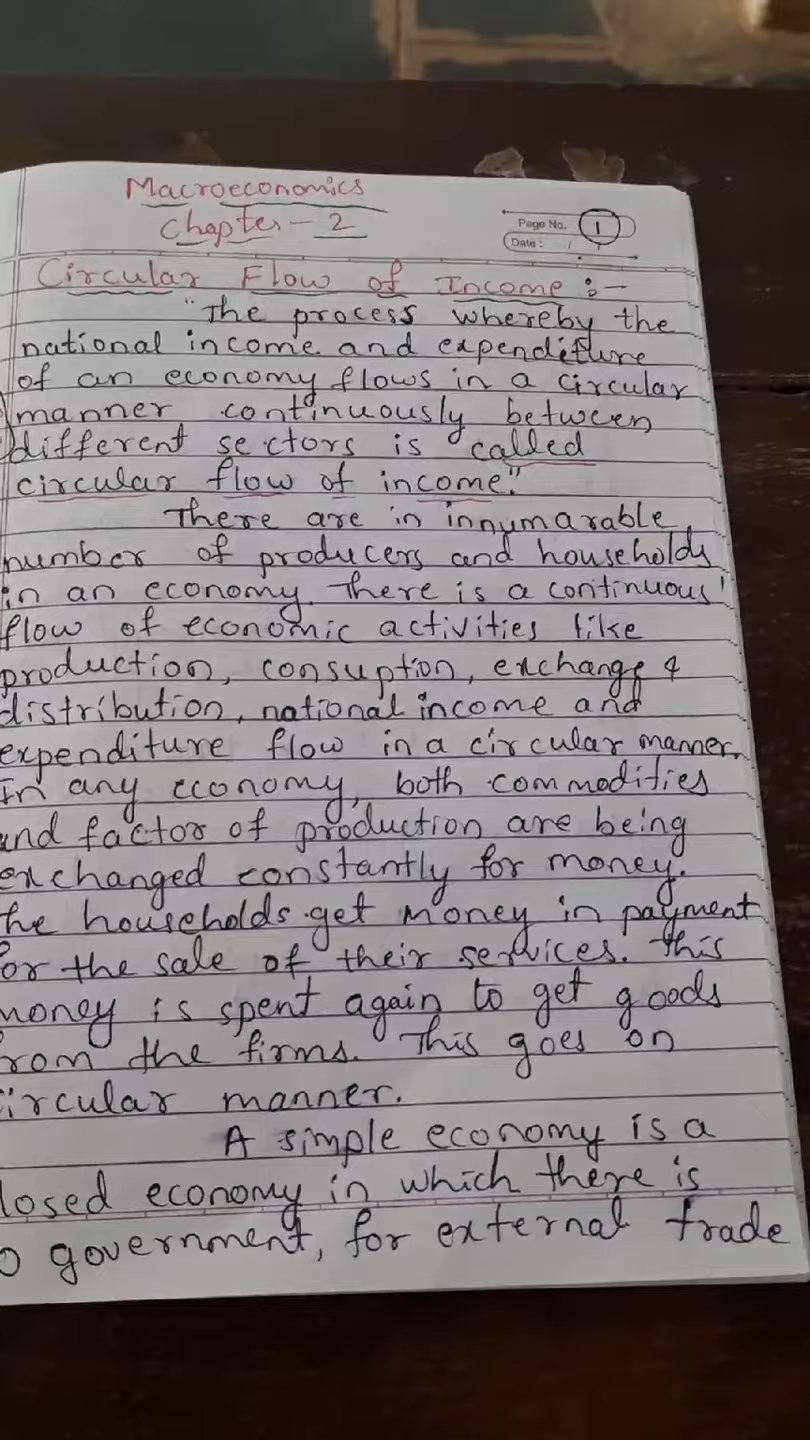 Macroeconomics
Chapter - 2
Page No. 1
Date : / /
Circular Flow of Income :-
"The process whereby the
national income and expenditure
of an economy flows in a circular
manner continuously between
different sectors is called
circular flow of income."
There are in innumarable
number of producers and households
in an economy. There is a continuous
flow of economic activities like
production, consuption, exchange &
distribution, national income and
expenditure flow in a circular manner.
In any economy, both commodities
and factor of production are being
exchanged constantly for money.
he households get money in payment
or the sale of their services. This
money is spent again to get goods
rom the firms. This goes on
ircular manner.
A simple economy is a
losed economy in which there is
o government, for external trade